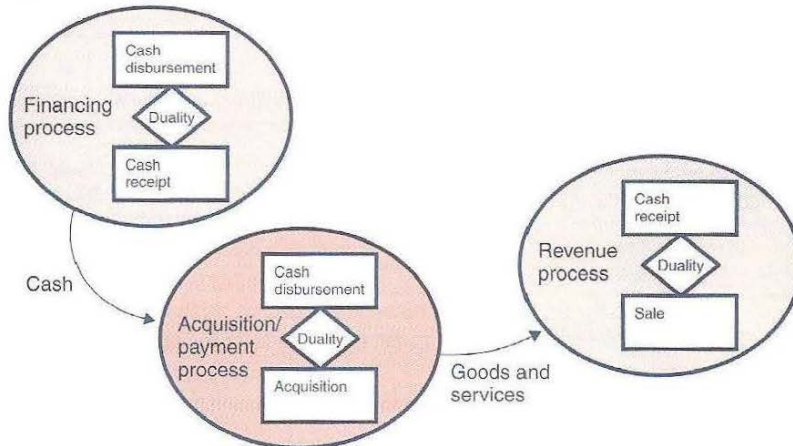 Cash
disbursement
Financing
process
Duality
Cash
receipt
Cash
Cash
disbursement
Acquisition/
payment
process
Duality
Acquisition
Goods and
services
Cash
receipt
Revenue
process
Duality
Sale